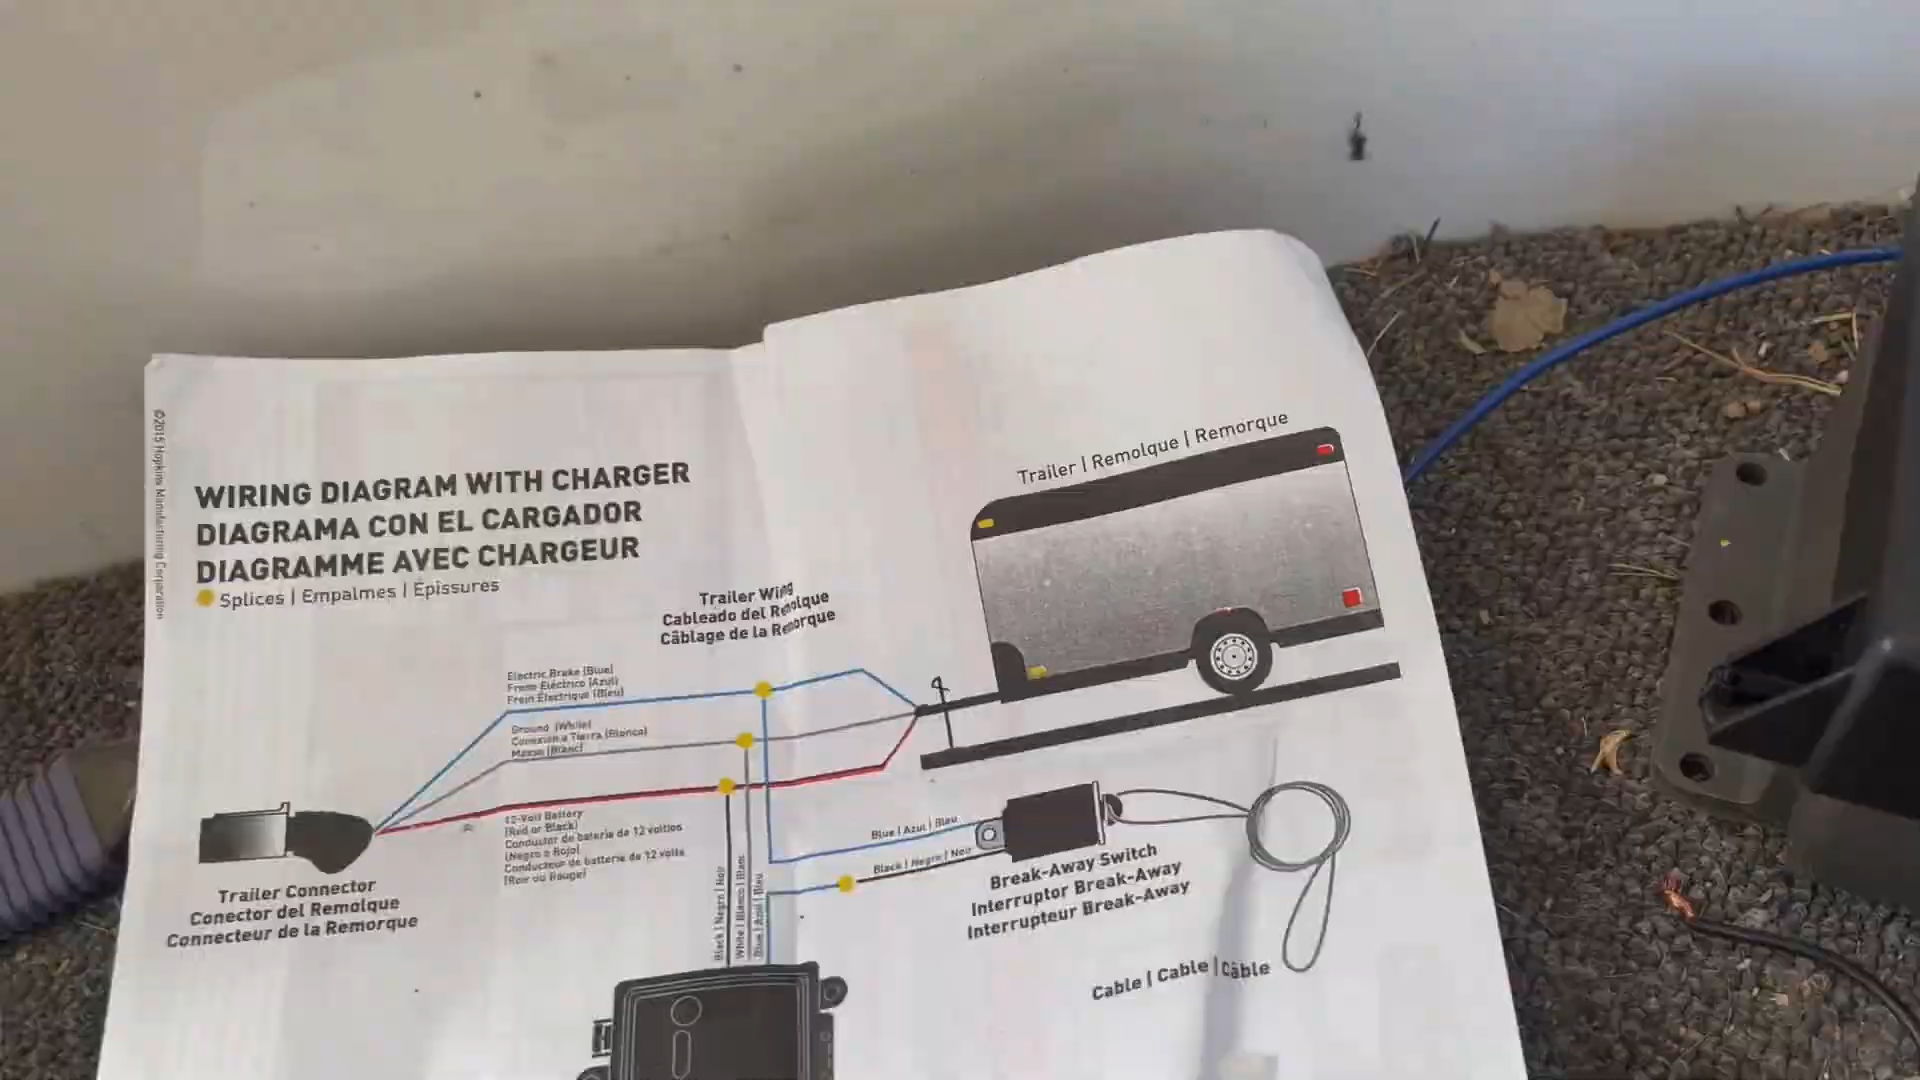 ©2015 Hopkins Manufacturing Corporation
WIRING DIAGRAM WITH CHARGER
DIAGRAMA CON EL CARGADOR
DIAGRAMME AVEC CHARGEUR
Splices | Empalmes | Épissures
Trailer | Remolque | Remorque
Trailer Wing
Cableado del Remolque
Câblage de la Remorque
Electric Brake (Blue)
Freno Eléctrico (Azul)
Frein Électrique (Bleu)
Ground (White)
Conexión a Tierra (Blanco)
Masse (Blanc)
12-Volt Battery
(Red or Black)
Conductor de batería de 12 voltios
(Negro o Rojo)
Conducteur de batterie de 12 volts
(Noir ou Rouge)
Trailer Connector
Conector del Remolque
Connecteur de la Remorque
Black | Negro | Noir
White | Blanco | Blanc
Blue | Azul | Bleu
Blue | Azul | Bleu
Black | Negro | Noir
Break-Away Switch
Interruptor Break-Away
Interrupteur Break-Away
Cable | Cable | Câble